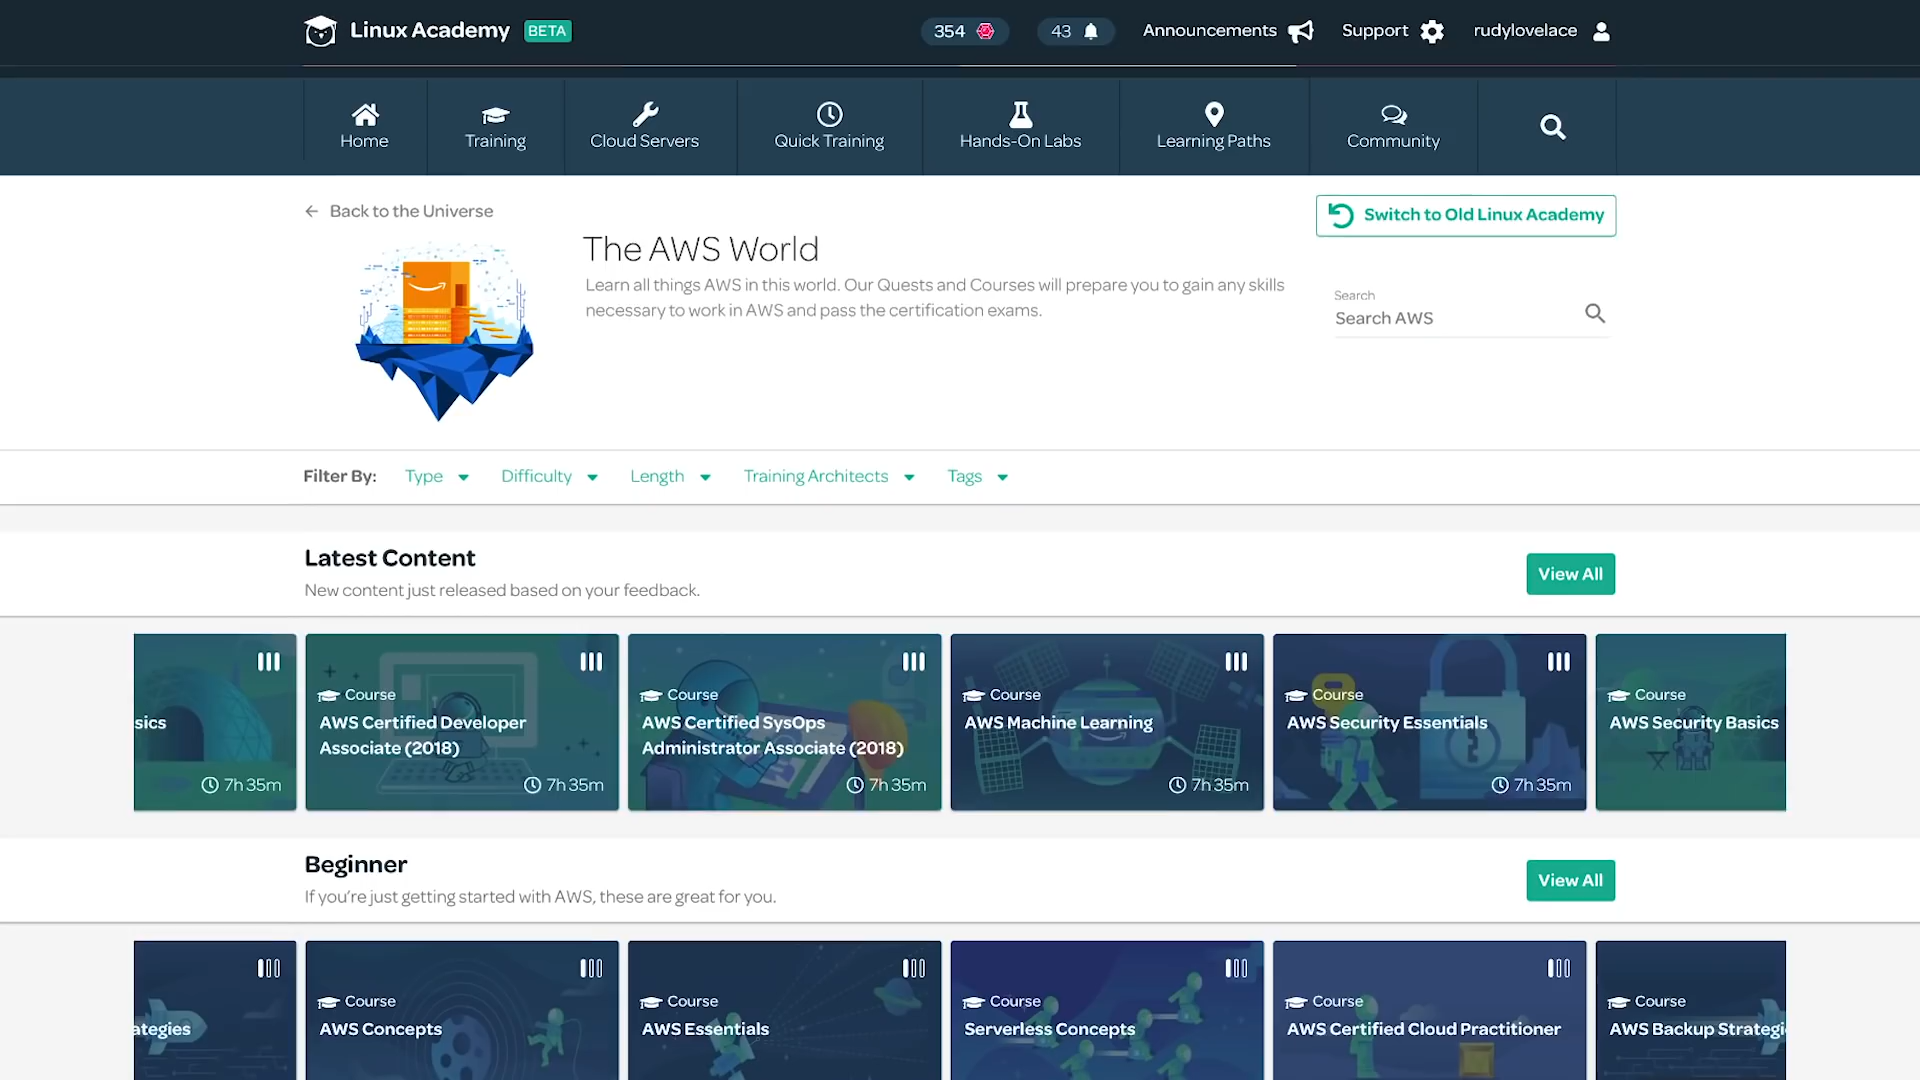 Linux Academy BETA
354
43
Announcements
Support
rudylovelace
Home
Training
Cloud Servers
Quick Training
Hands-On Labs
Learning Paths
Community
Back to the Universe
Switch to Old Linux Academy
The AWS World
Learn all things AWS in this world. Our Quests and Courses will prepare you to gain any skills
necessary to work in AWS and pass the certification exams.
Search
Search AWS
Filter By: Type Difficulty Length Training Architects Tags
Latest Content
New content just released based on your feedback.
View All
sics
7h 35m
Course
AWS Certified Developer
Associate (2018)
7h 35m
Course
AWS Certified SysOps
Administrator Associate (2018)
7h 35m
Course
AWS Machine Learning
7h 35m
Course
AWS Security Essentials
7h 35m
Course
AWS Security Basics
Beginner
If you're just getting started with AWS, these are great for you.
View All
ategies
Course
AWS Concepts
Course
AWS Essentials
Course
Serverless Concepts
Course
AWS Certified Cloud Practitioner
Course
AWS Backup Strategi